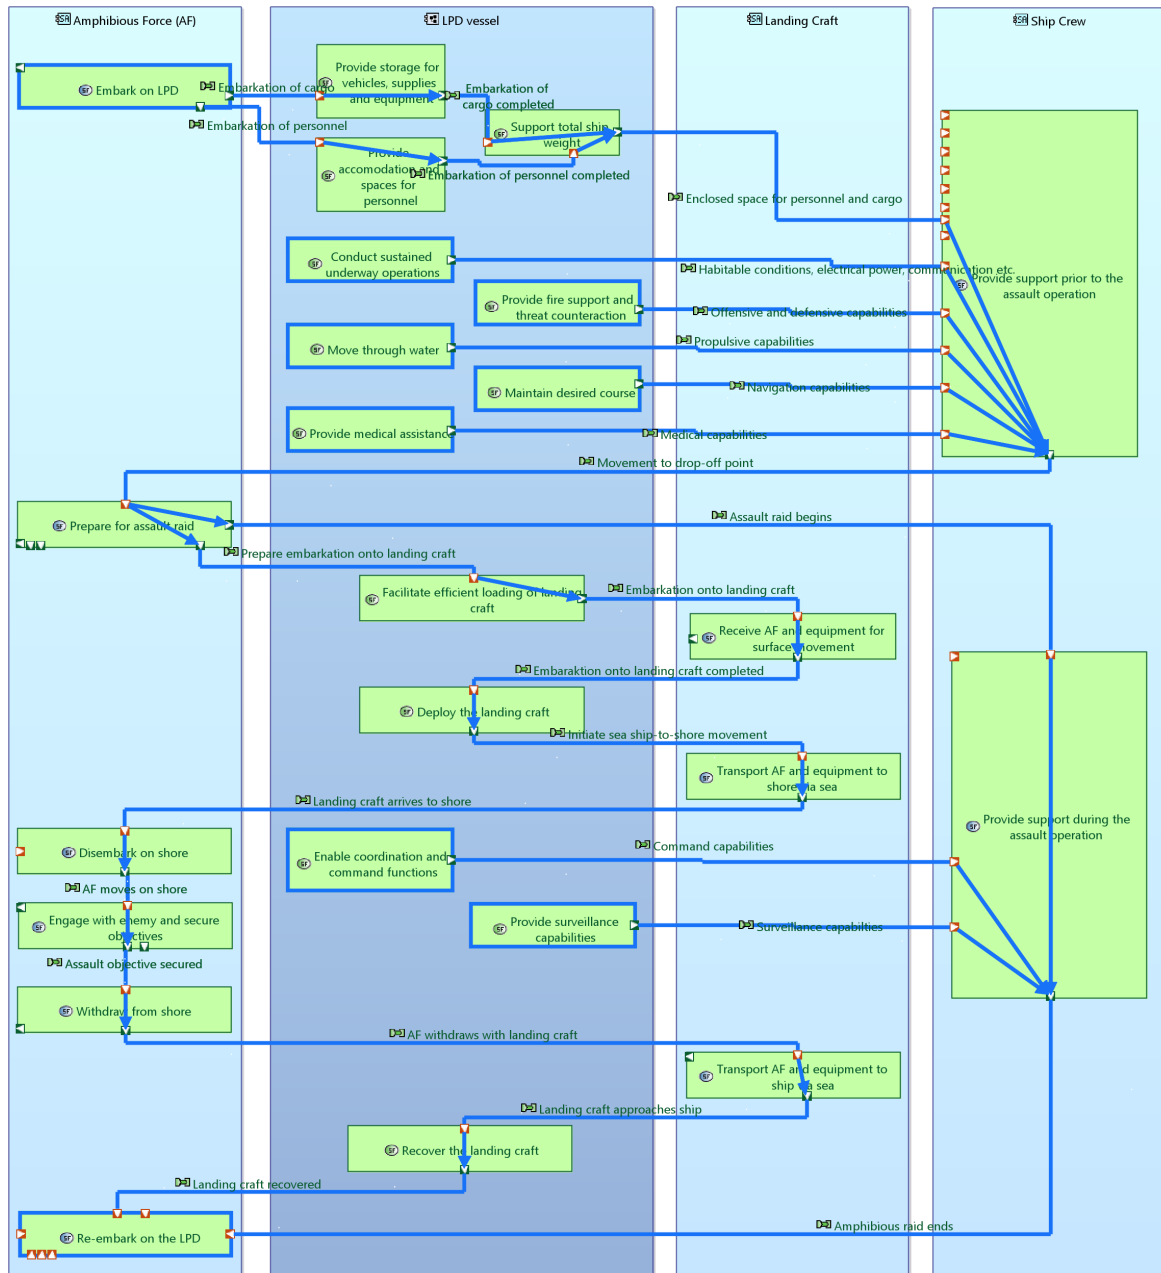 Amphibious Force (AF)
LPD vessel
Landing Craft
Ship Crew
Embark on LPD
Embarkation of cargo
Provide storage for
vehicles, supplies
and equipment
Embarkation of
cargo completed
Support total ship
weight
Embarkation of personnel
Provide
accomodation and
spaces for
personnel
Embarkation of personnel completed
Enclosed space for personnel and cargo
Conduct sustained
underway operations
Habitable conditions, electrical power, communication etc.
Provide support prior to the
assault operation
Provide fire support and
threat counteraction
Offensive and defensive capabilities
Move through water
Propulsive capabilities
Maintain desired course
Navigation capabilities
Provide medical assistance
Medical capabilities
Movement to drop-off point
Prepare for assault raid
Assault raid begins
Prepare embarkation onto landing craft
Facilitate efficient loading of landing
craft
Embarkation onto landing craft
Receive AF and equipment for
surface movement
Embaraktion onto landing craft completed
Deploy the landing craft
Initiate sea ship-to-shore movement
Transport AF and equipment to
shore via sea
Landing craft arrives to shore
Provide support during the
assault operation
Disembark on shore
Enable coordination and
command functions
Command capabilities
AF moves on shore
Engage with enemy and secure
objectives
Provide surveillance
capabilities
Surveillance capabilties
Assault objective secured
Withdraw from shore
AF withdraws with landing craft
Transport AF and equipment to
ship via sea
Landing craft approaches ship
Recover the landing craft
Landing craft recovered
Re-embark on the LPD
Amphibious raid ends